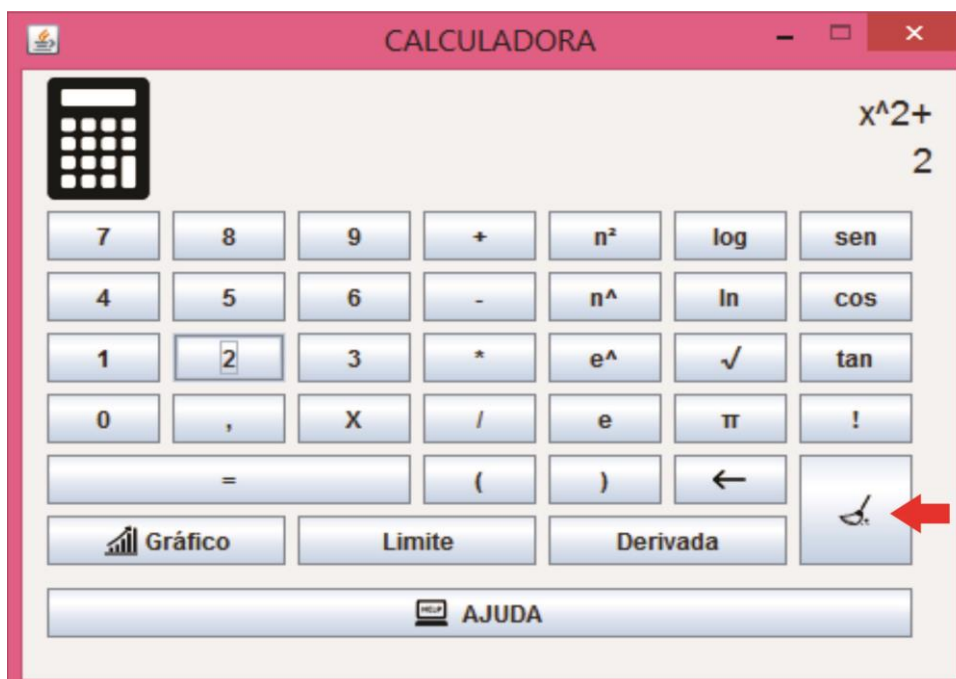 CALCULADORA
x^2+
2
7 8 9 + n² log sen
4 5 6 - n^ ln cos
1 2 3 * e^ √ tan
0 , X / e π !
= ( ) ←
Gráfico Limite Derivada
HELP AJUDA